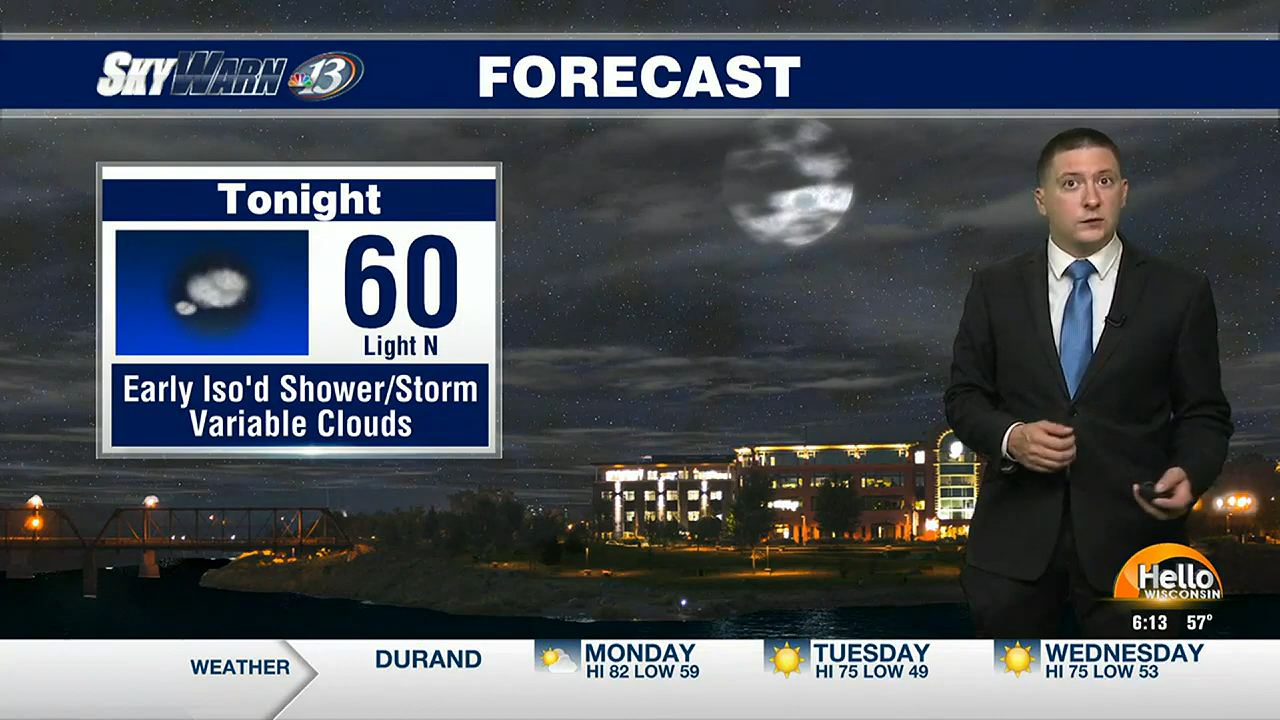 SKYWARN 13
FORECAST
Tonight
60
Light N
Early Iso'd Shower/Storm
Variable Clouds
Hello
WISCONSIN
6:13 57°
WEATHER
DURAND
MONDAY
HI 82 LOW 59
TUESDAY
HI 75 LOW 49
WEDNESDAY
HI 75 LOW 53